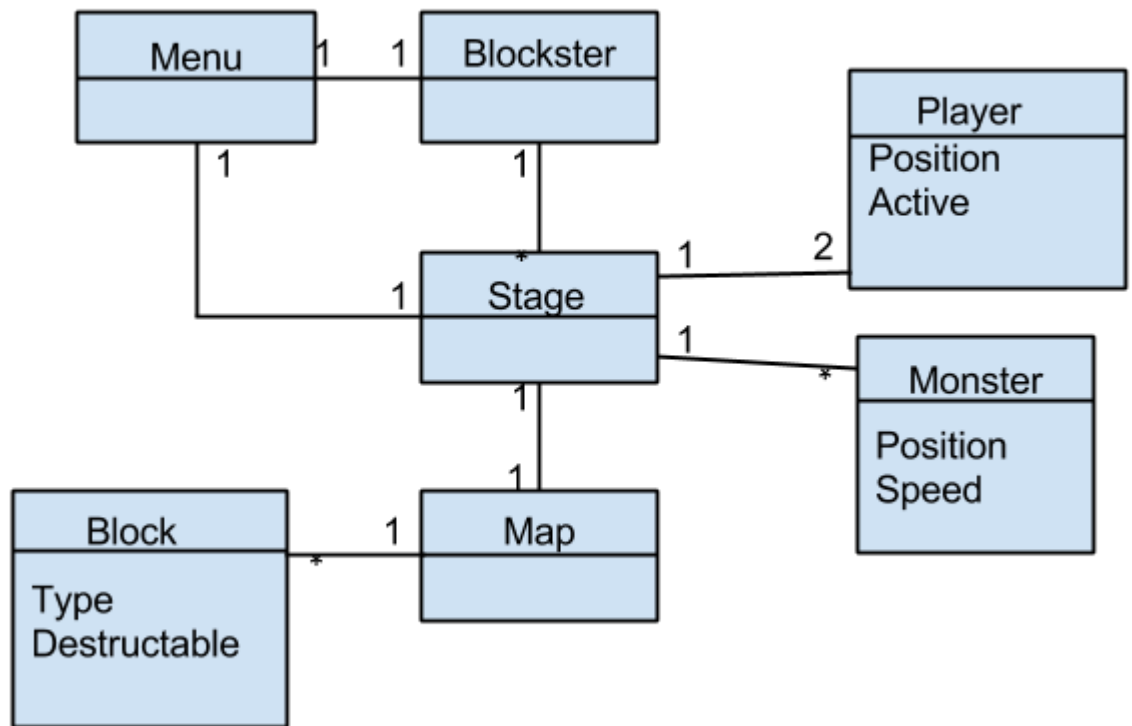 Menu
1
1
Blockster
1
1
Player
Position
Active
1
2
*
1
Stage
1
*
Monster
Position
Speed
1
1
Block
*
1
Map
Type
Destructable